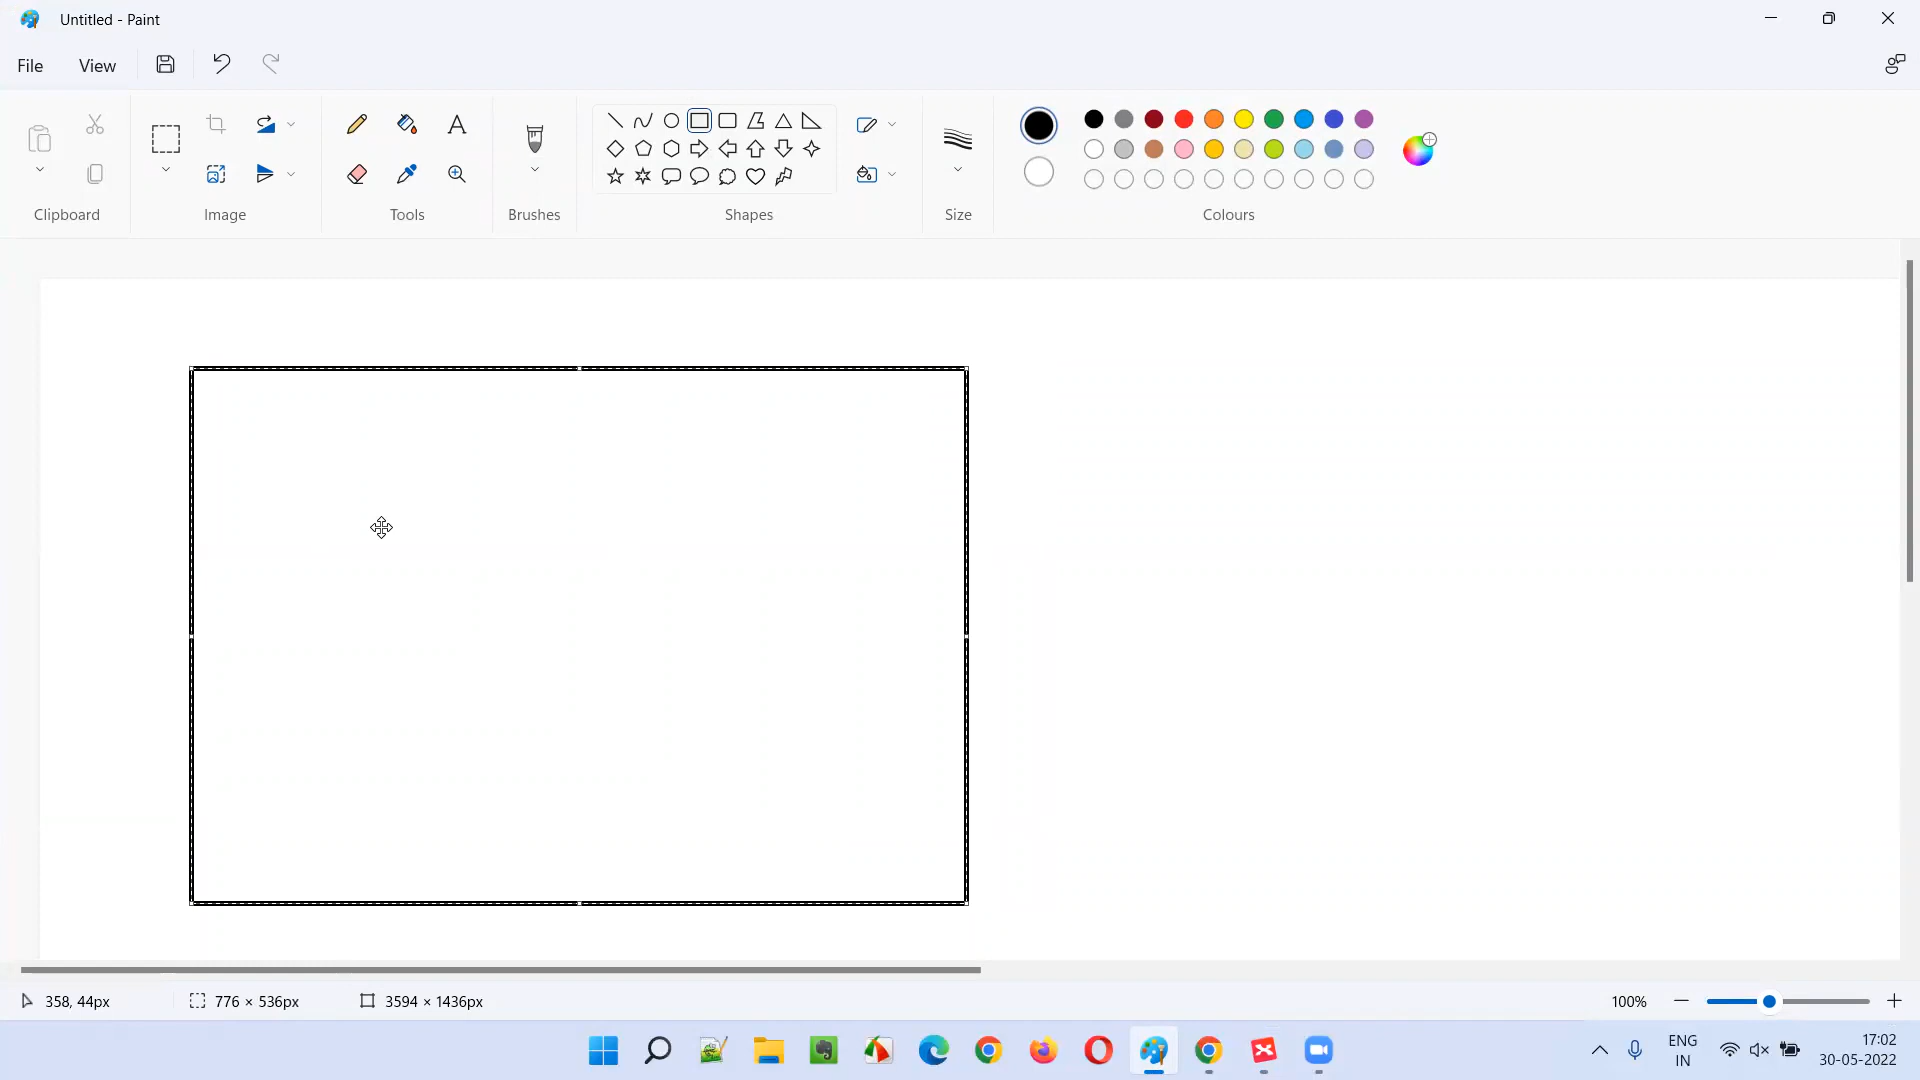 Untitled - Paint
File View
Clipboard Image Tools Brushes Shapes Size Colours
358, 44px 776 × 536px 3594 × 1436px 100%
ENG 17:02
IN 30-05-2022